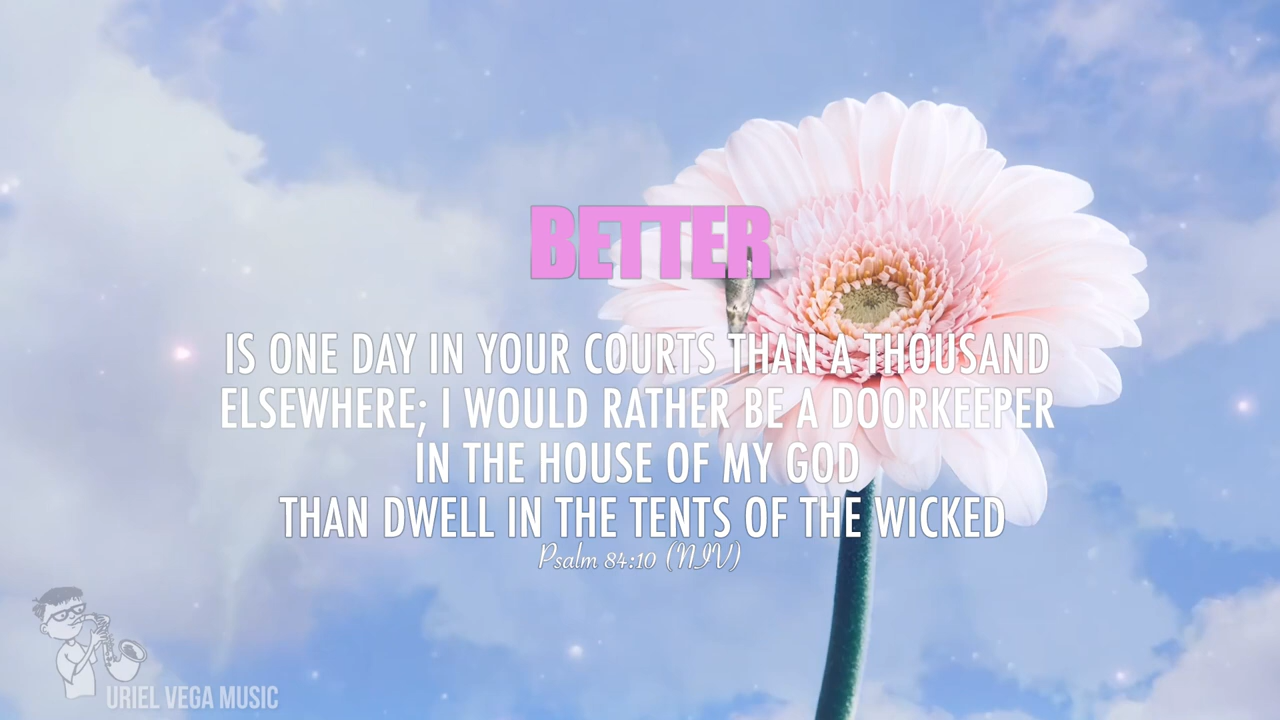 BETTER
IS ONE DAY IN YOUR COURTS THAN A THOUSAND
ELSEWHERE; I WOULD RATHER BE A DOORKEEPER
IN THE HOUSE OF MY GOD
THAN DWELL IN THE TENTS OF THE WICKED
Psalm 84:10 (NIV)
URIEL VEGA MUSIC